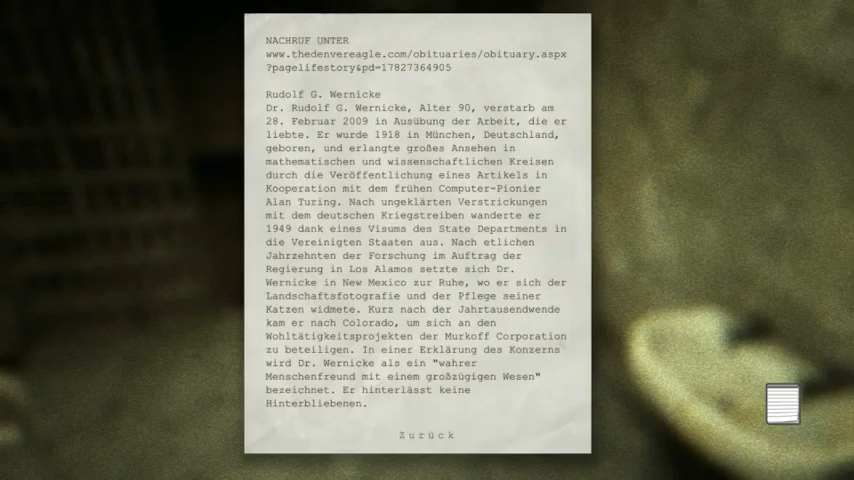 NACHRUF UNTER
www.thedenvereagle.com/obituaries/obituary.aspx
?pagelifestory&pd=17827364905
Rudolf G. Wernicke
Dr. Rudolf G. Wernicke, Alter 90, verstarb am
28. Februar 2009 in Ausübung der Arbeit, die er
liebte. Er wurde 1918 in München, Deutschland,
geboren, und erlangte großes Ansehen in
mathematischen und wissenschaftlichen Kreisen
durch die Veröffentlichung eines Artikels in
Kooperation mit dem frühen Computer-Pionier
Alan Turing. Nach ungeklärten Verstrickungen
mit dem deutschen Kriegstreiben wanderte er
1949 dank eines Visums des State Departments in
die Vereinigten Staaten aus. Nach etlichen
Jahrzehnten der Forschung im Auftrag der
Regierung in Los Alamos setzte sich Dr.
Wernicke in New Mexico zur Ruhe, wo er sich der
Landschaftsfotografie und der Pflege seiner
Katzen widmete. Kurz nach der Jahrtausendwende
kam er nach Colorado, um sich an den
Wohltätigkeitsprojekten der Murkoff Corporation
zu beteiligen. In einer Erklärung des Konzerns
wird Dr. Wernicke als ein "wahrer
Menschenfreund mit einem großzügigen Wesen"
bezeichnet. Er hinterlässt keine
Hinterbliebenen.
Zurück